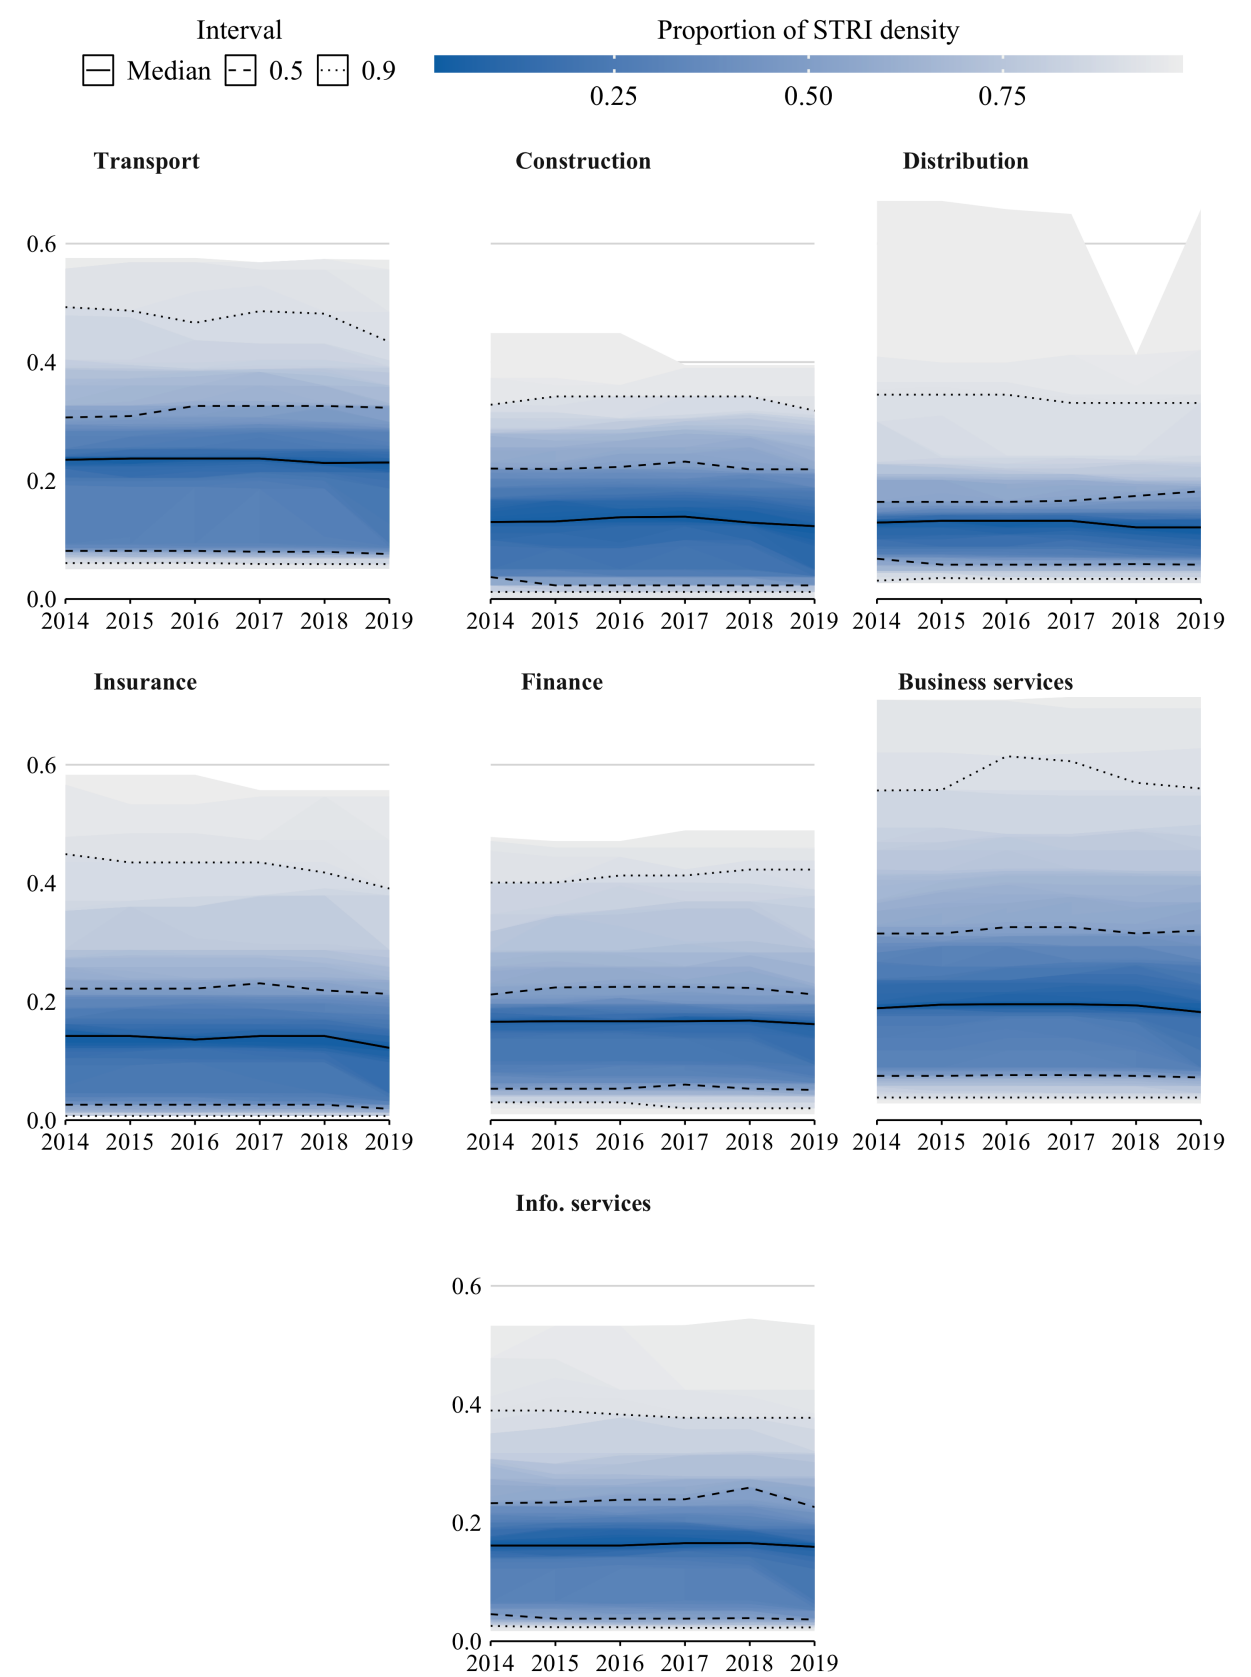 Interval Proportion of STRI density
Median 0.5 0.9
0.25 0.50 0.75
Transport Construction Distribution
0.6
0.4
0.2
0.0
2014 2015 2016 2017 2018 2019 2014 2015 2016 2017 2018 2019 2014 2015 2016 2017 2018 2019
Insurance Finance Business services
0.6
0.4
0.2
0.0
2014 2015 2016 2017 2018 2019 2014 2015 2016 2017 2018 2019 2014 2015 2016 2017 2018 2019
Info. services
0.6
0.4
0.2
0.0
2014 2015 2016 2017 2018 2019